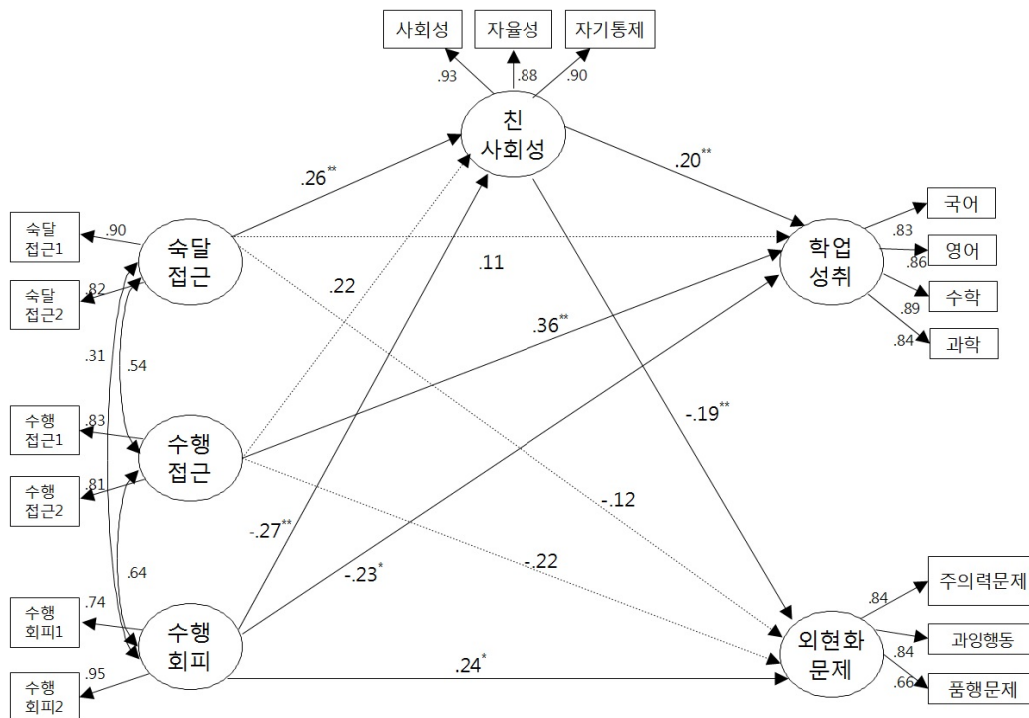 사회성
자율성
자기통제
.93
.88
.90
친
사회성
.26**
.20**
숙달
접근1
.90
숙달
접근
국어
.83
영어
.86
학업
성취
.11
숙달
접근2
.82
.22
수학
.89
과학
.84
.36**
.31
.54
수행
접근1
.83
수행
접근
-.19**
수행
접근2
.81
-.12
-.27**
-.22
-.23*
.64
주의력문제
.84
수행
회피1
.74
수행
회피
외현화
문제
과잉행동
.84
.24*
.66
품행문제
수행
회피2
.95